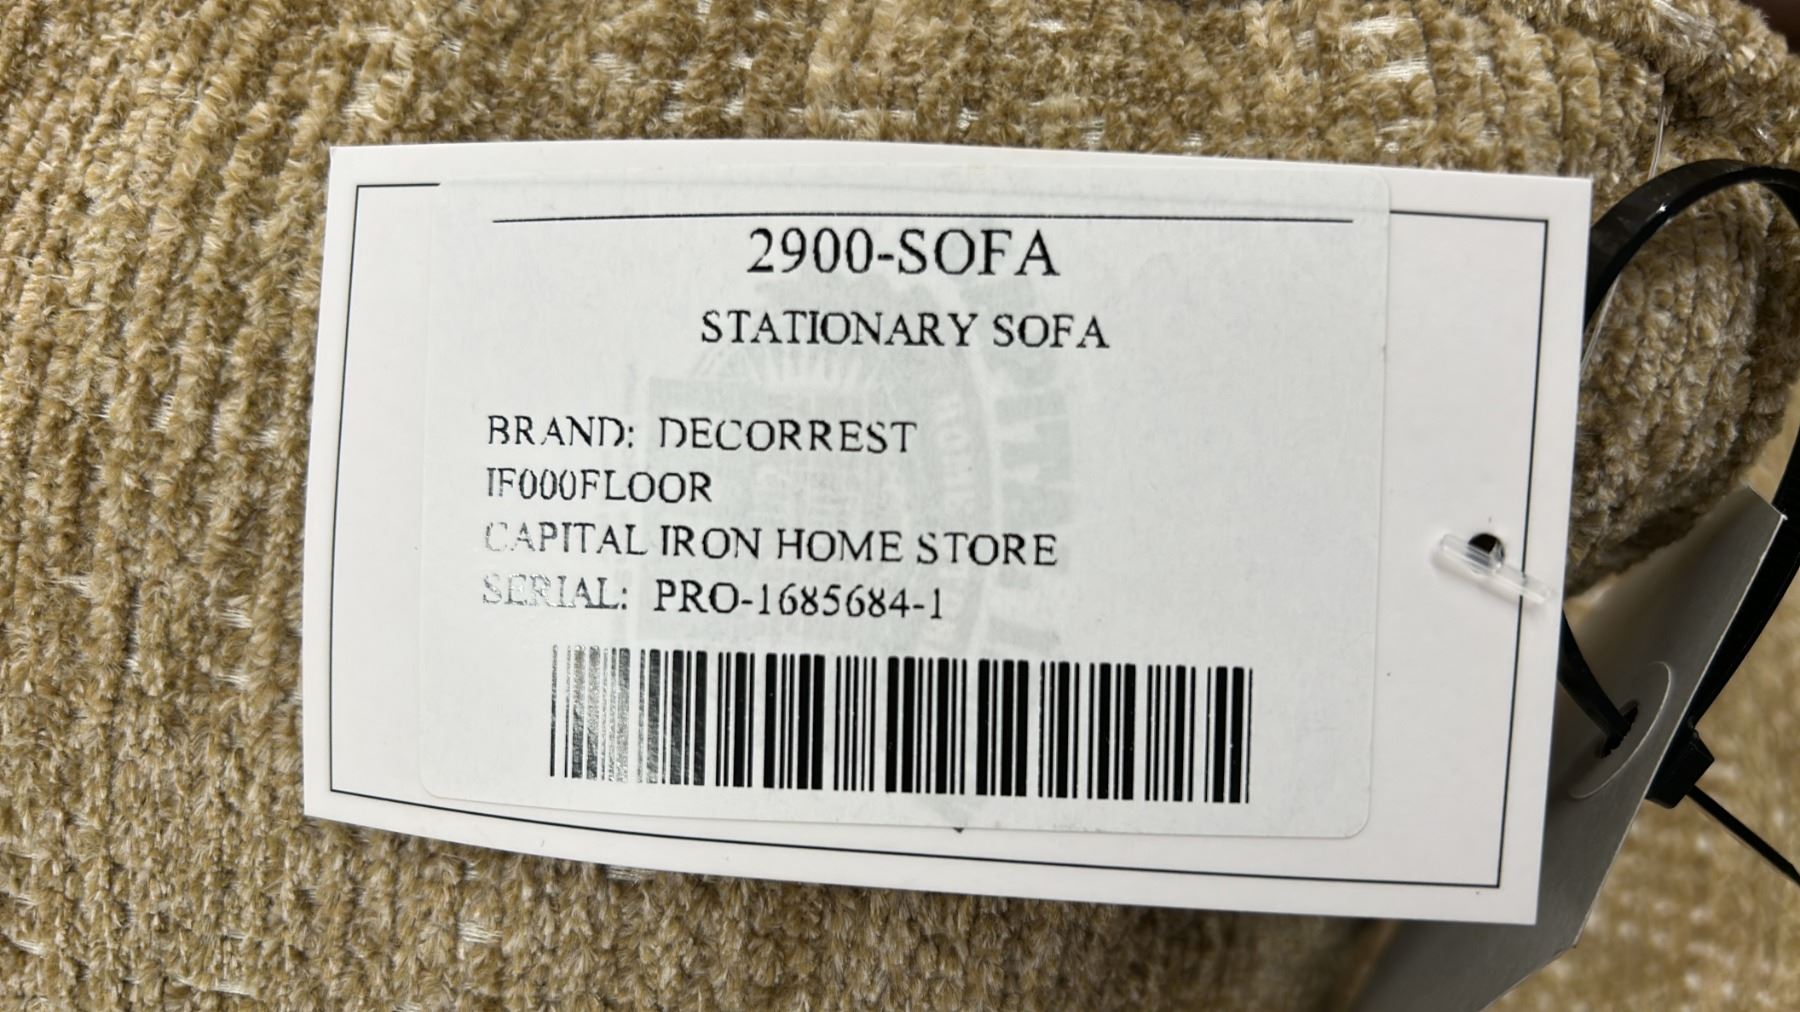 2900-SOFA
STATIONARY SOFA
BRAND: DECORREST
IF000FLOOR
CAPITAL IRON HOME STORE
SERIAL: PRO-1685684-1